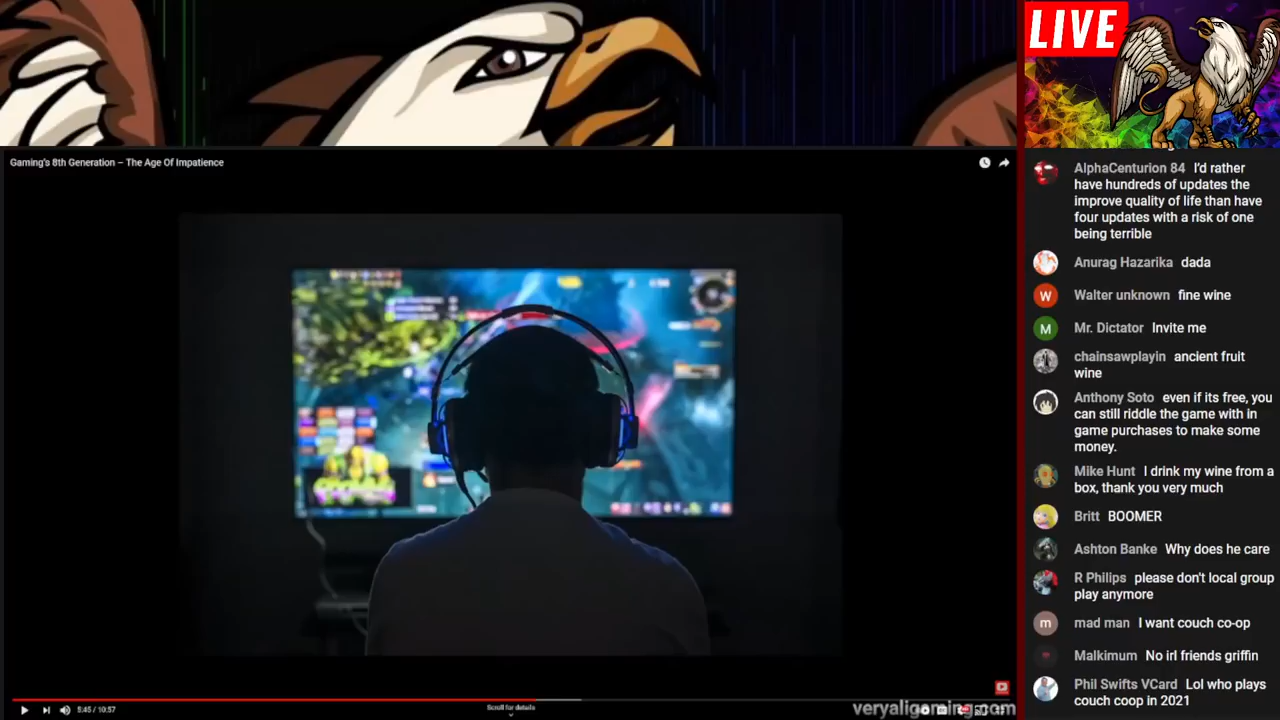 LIVE
Gaming's 8th Generation – The Age Of Impatience
AlphaCenturion 84 I'd rather
have hundreds of updates the
improve quality of life than have
four updates with a risk of one
being terrible
Anurag Hazarika dada
W
Walter unknown fine wine
M
Mr. Dictator Invite me
chainsawplayin ancient fruit
wine
Anthony Soto even if its free, you
can still riddle the game with in
game purchases to make some
money.
Mike Hunt I drink my wine from a
box, thank you very much
Britt BOOMER
Ashton Banke Why does he care
R Philips please don't local group
play anymore
m
mad man I want couch co-op
Malkimum No irl friends griffin
Phil Swifts VCard Lol who plays
couch coop in 2021
5:45 / 10:57
Scroll for details
veryaligaming.com